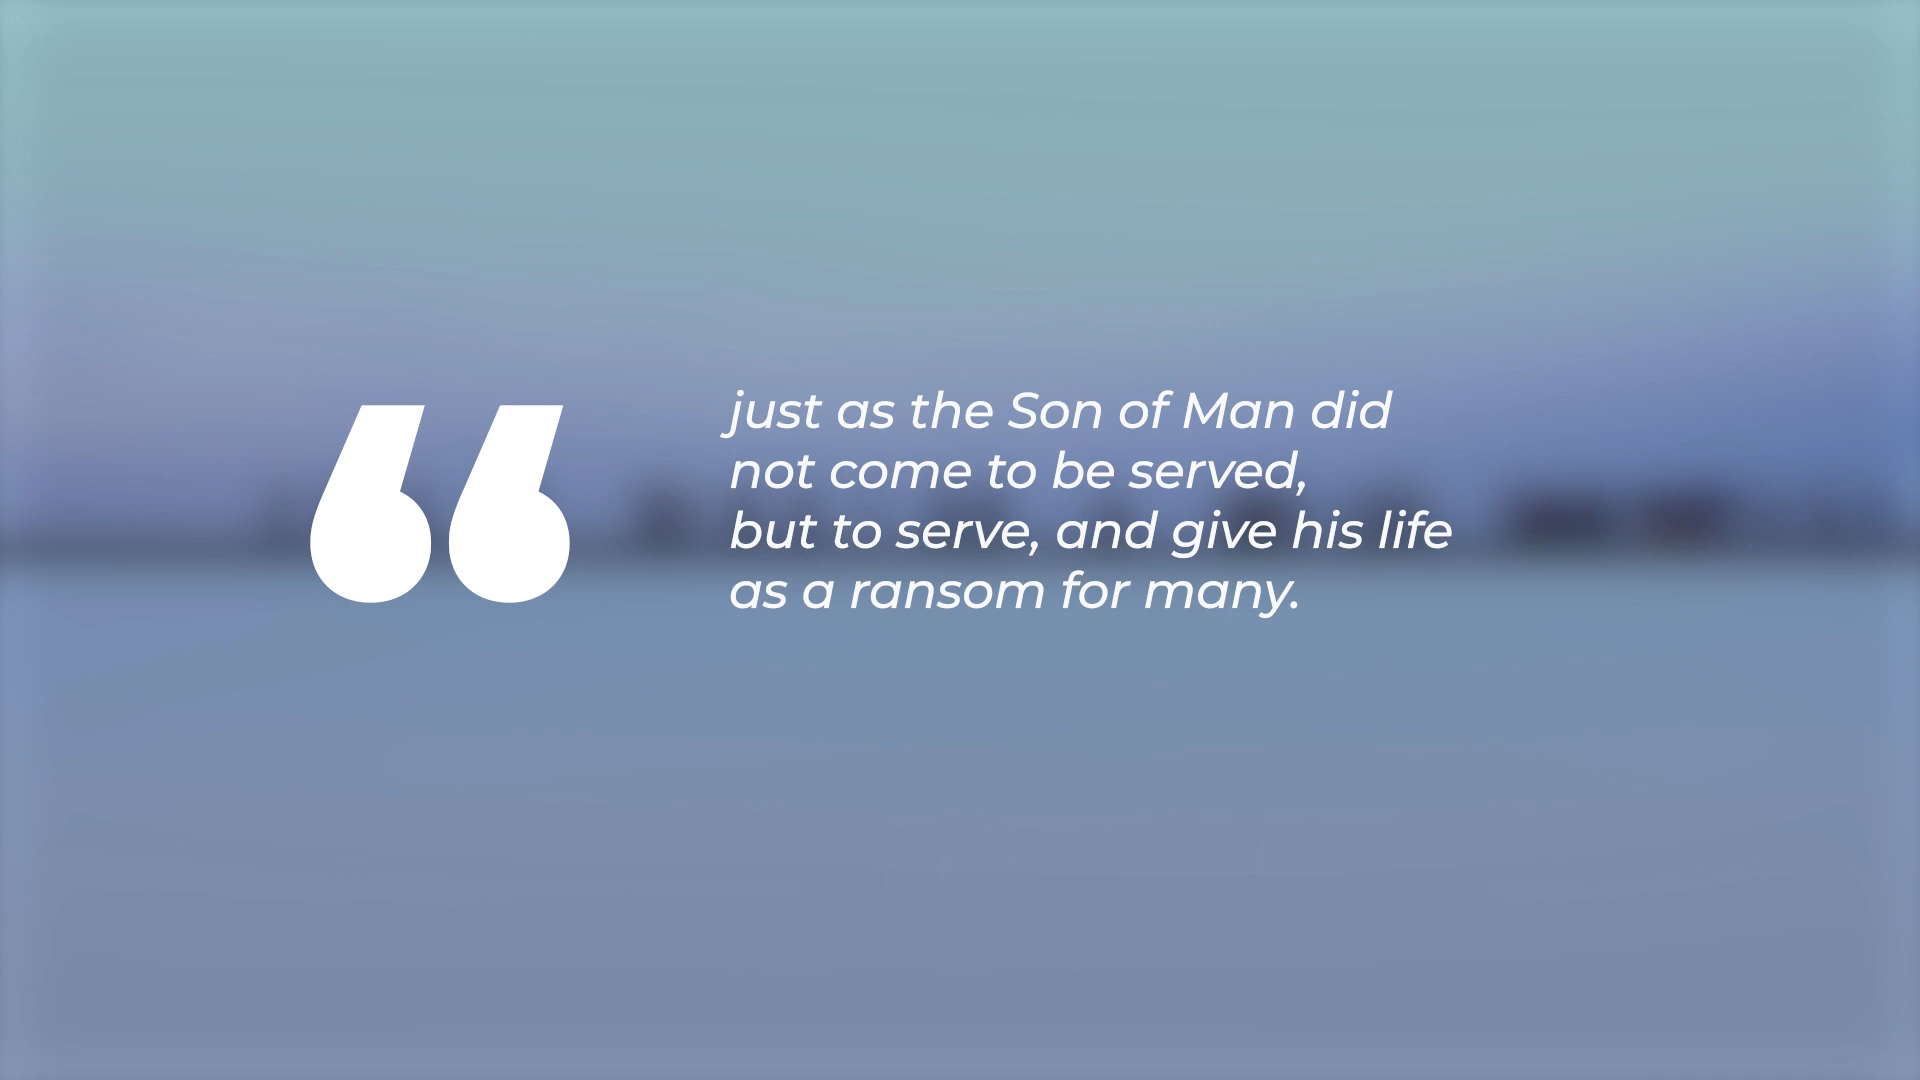 “
just as the Son of Man did
not come to be served,
but to serve, and give his life
as a ransom for many.